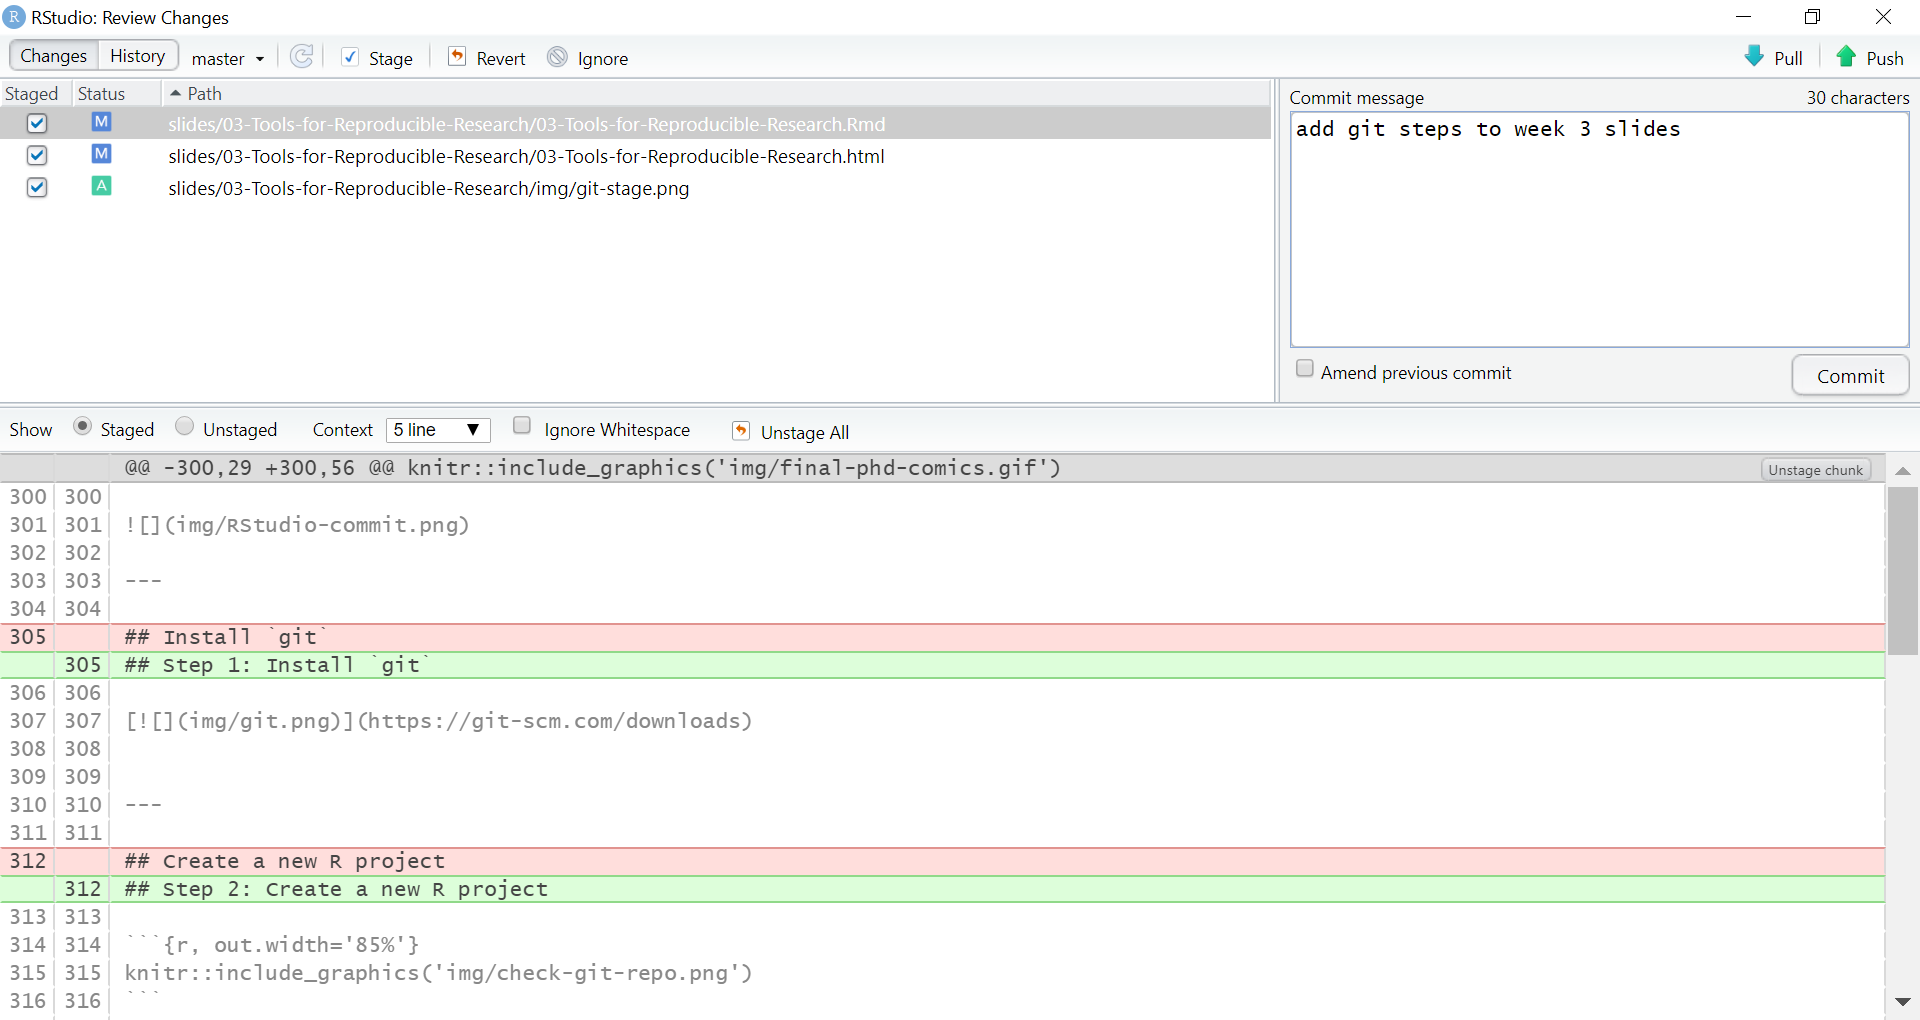 R RStudio: Review Changes
Changes History master Stage Revert Ignore Pull Push
Staged Status Path
M slides/03-Tools-for-Reproducible-Research/03-Tools-for-Reproducible-Research.Rmd
M slides/03-Tools-for-Reproducible-Research/03-Tools-for-Reproducible-Research.html
A slides/03-Tools-for-Reproducible-Research/img/git-stage.png
Commit message 30 characters
add git steps to week 3 slides
Amend previous commit Commit
Show Staged Unstaged Context 5 line Ignore Whitespace Unstage All
@@ -300,29 +300,56 @@ knitr::include_graphics('img/final-phd-comics.gif') Unstage chunk
300 300
301 301 ![](img/RStudio-commit.png)
302 302
303 303 ---
304 304
305 ## Install `git`
305 ## Step 1: Install `git`
306 306
307 307 [![](img/git.png)](https://git-scm.com/downloads)
308 308
309 309
310 310 ---
311 311
312 ## Create a new R project
312 ## Step 2: Create a new R project
313 313
314 314 ```{r, out.width='85%'}
315 315 knitr::include_graphics('img/check-git-repo.png')
316 316 ```